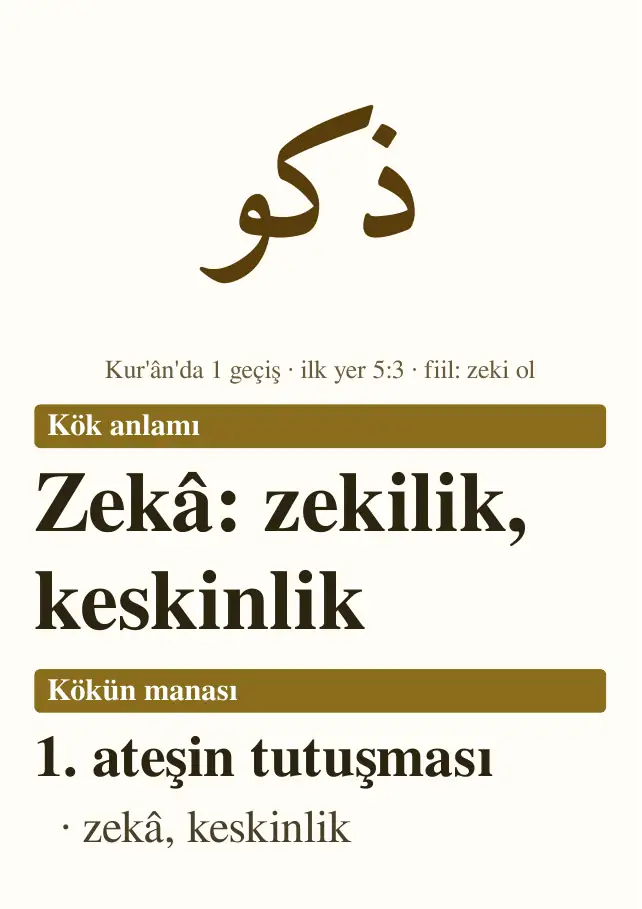 ذكو
Kur'ân'da 1 geçiş · ilk yer 5:3 · fiil: zeki ol
Kök anlamı
Zekâ: zekilik,
keskinlik
Kökün manası
1. ateşin tutuşması
· zekâ, keskinlik